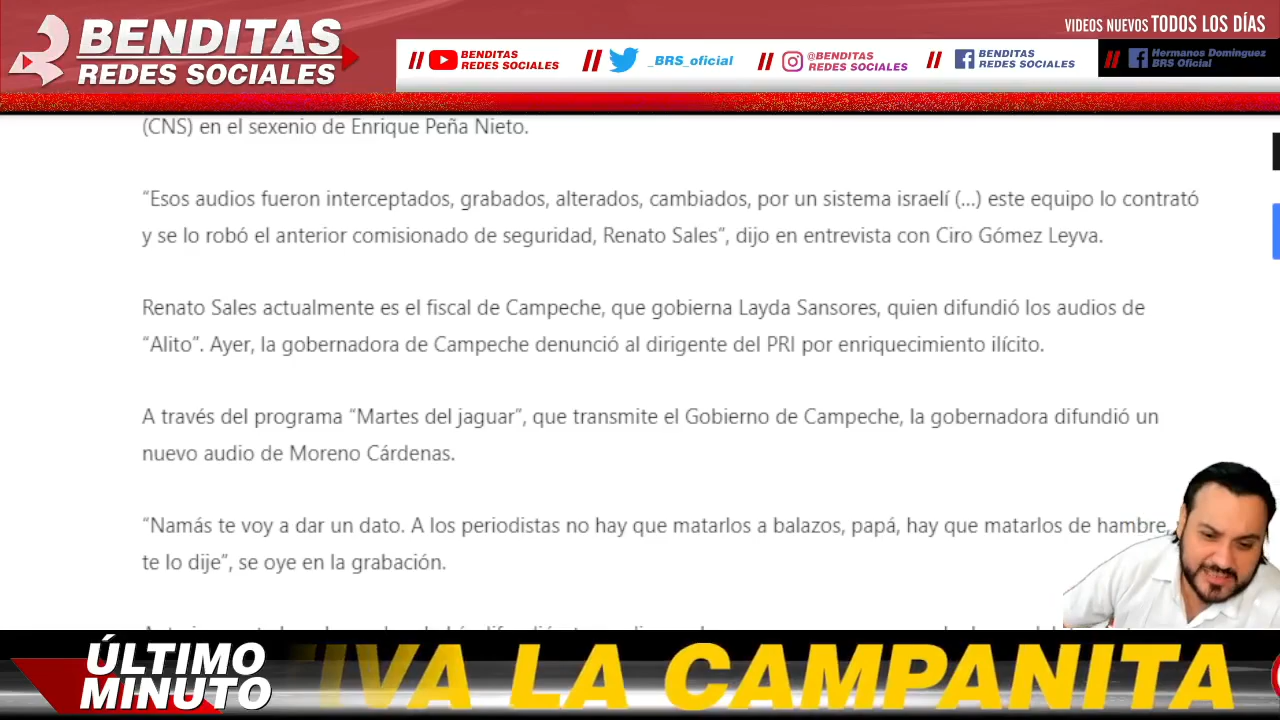 BENDITAS
REDES SOCIALES
VIDEOS NUEVOS TODOS LOS DÍAS
// BENDITAS
REDES SOCIALES
// _BRS_oficial
// @BENDITAS
REDES SOCIALES
// BENDITAS
REDES SOCIALES
// Hermanos Dominguez
BRS Oficial
(CNS) en el sexenio de Enrique Peña Nieto.
“Esos audios fueron interceptados, grabados, alterados, cambiados, por un sistema israelí (...) este equipo lo contrató
y se lo robó el anterior comisionado de seguridad, Renato Sales”, dijo en entrevista con Ciro Gómez Leyva.
Renato Sales actualmente es el fiscal de Campeche, que gobierna Layda Sansores, quien difundió los audios de
“Alito”. Ayer, la gobernadora de Campeche denunció al dirigente del PRI por enriquecimiento ilícito.
A través del programa “Martes del jaguar”, que transmite el Gobierno de Campeche, la gobernadora difundió un
nuevo audio de Moreno Cárdenas.
“Namás te voy a dar un dato. A los periodistas no hay que matarlos a balazos, papá, hay que matarlos de hambre,
te lo dije”, se oye en la grabación.
ÚLTIMO
MINUTO
IVA LA CAMPANITA